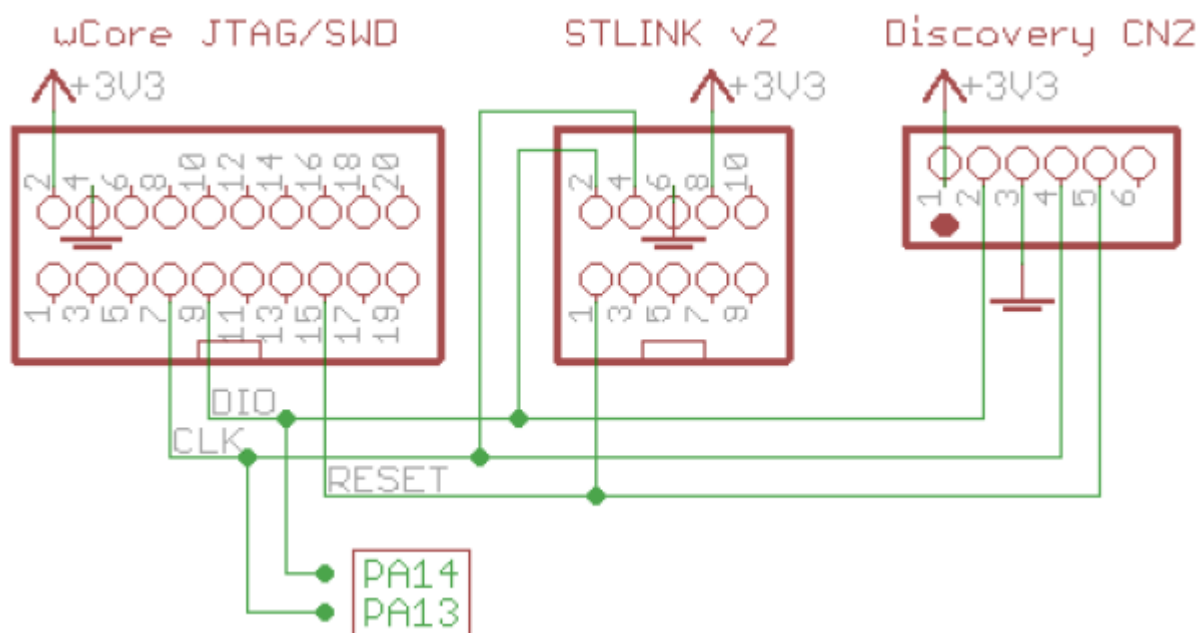 wCore JTAG/SWD
STLINK v2
Discovery CN2
+3V3
+3V3
+3V3
2 4 6 8 10 12 14 16 18 20
2 4 6 8 10
1 2 3 4 5 6
1 3 5 7 9 11 13 15 17 19
1 3 5 7 9
DIO
CLK
RESET
PA14
PA13